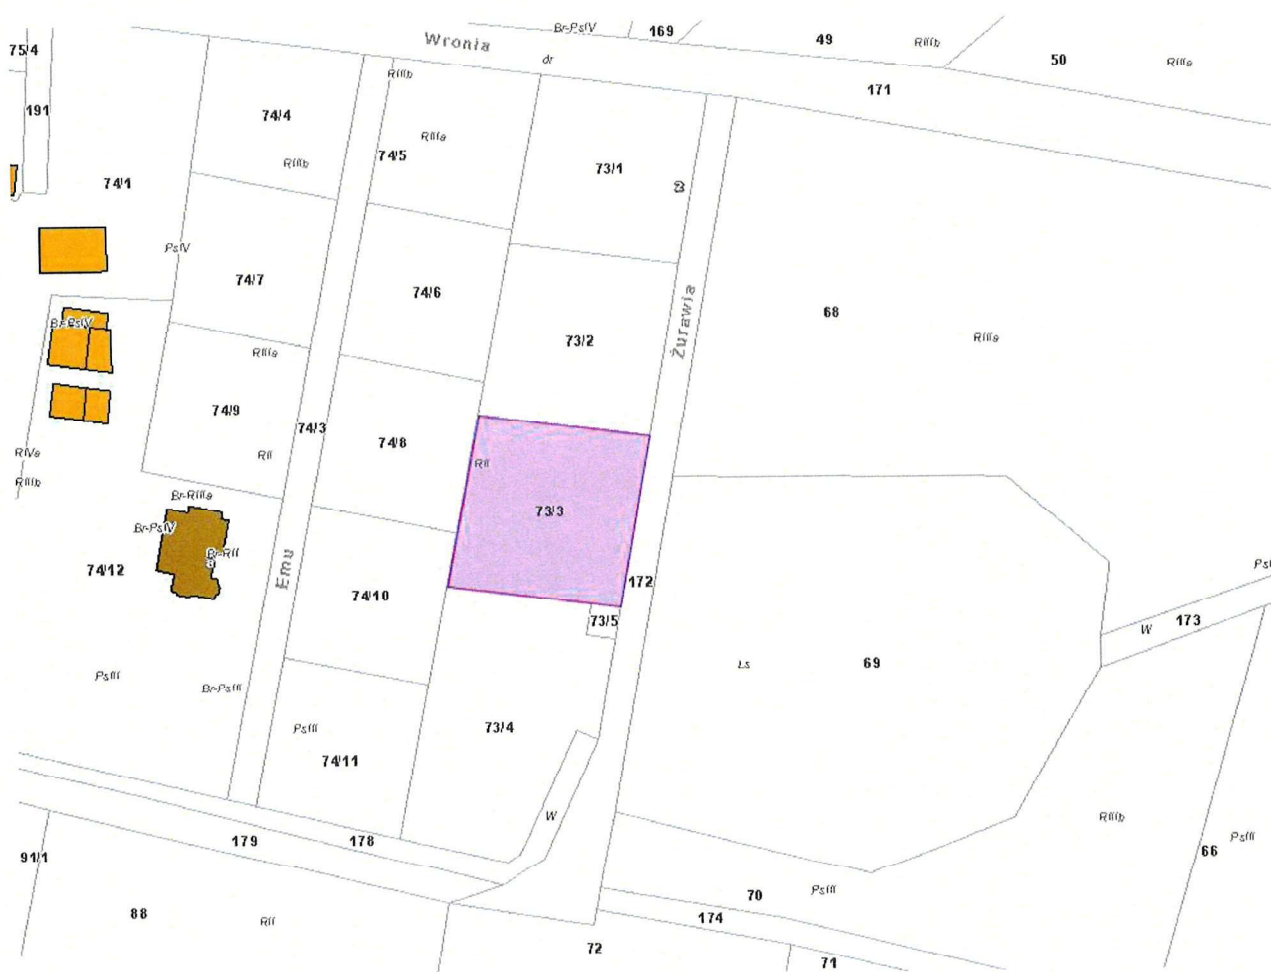 Br-PsIV
169
49
RIIIb
50
RIIIa
75/4
Wronia
dr
171
191
RIIIb
74/4
RIIIb
74/5
RIIIa
73/1
74/1
PsIV
74/7
74/6
73/2
Żurawia
68
RIIIa
Br-PsIV
RIIIa
74/9
74/3
74/8
RIVa
RII
RII
RIIIb
Br-RIIIa
73/3
Br-PsIV
Br-RII
74/12
Emu
74/10
172
73/5
173
W
Ls
69
PsIII
Br-PsIII
PsIII
74/11
73/4
W
RIIIb
PsIII
66
179
178
91/1
88
RII
70
PsIII
174
72
71